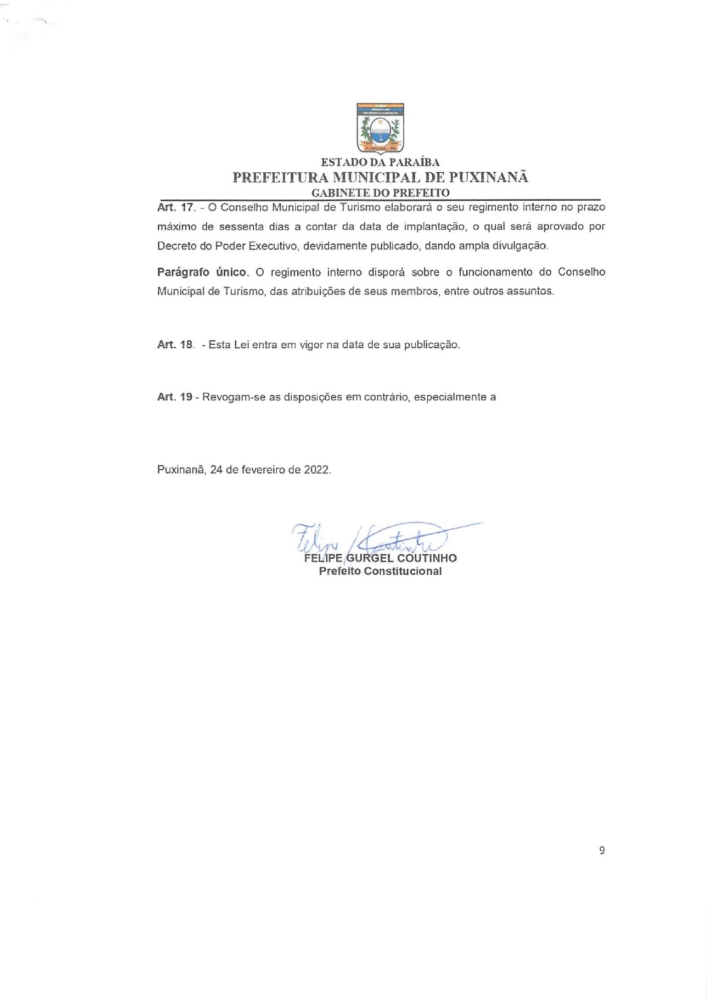 ESTADO DA PARAÍBA
PREFEITURA MUNICIPAL DE PUXINANÃ
GABINETE DO PREFEITO
Art. 17. - O Conselho Municipal de Turismo elaborará o seu regimento interno no prazo
máximo de sessenta dias a contar da data de implantação, o qual será aprovado por
Decreto do Poder Executivo, devidamente publicado, dando ampla divulgação.
Parágrafo único. O regimento interno disporá sobre o funcionamento do Conselho
Municipal de Turismo, das atribuições de seus membros, entre outros assuntos.
Art. 18. - Esta Lei entra em vigor na data de sua publicação.
Art. 19 - Revogam-se as disposições em contrário, especialmente a
Puxinanã, 24 de fevereiro de 2022.
Felipe Coutinho
FELIPE GURGEL COUTINHO
Prefeito Constitucional
9